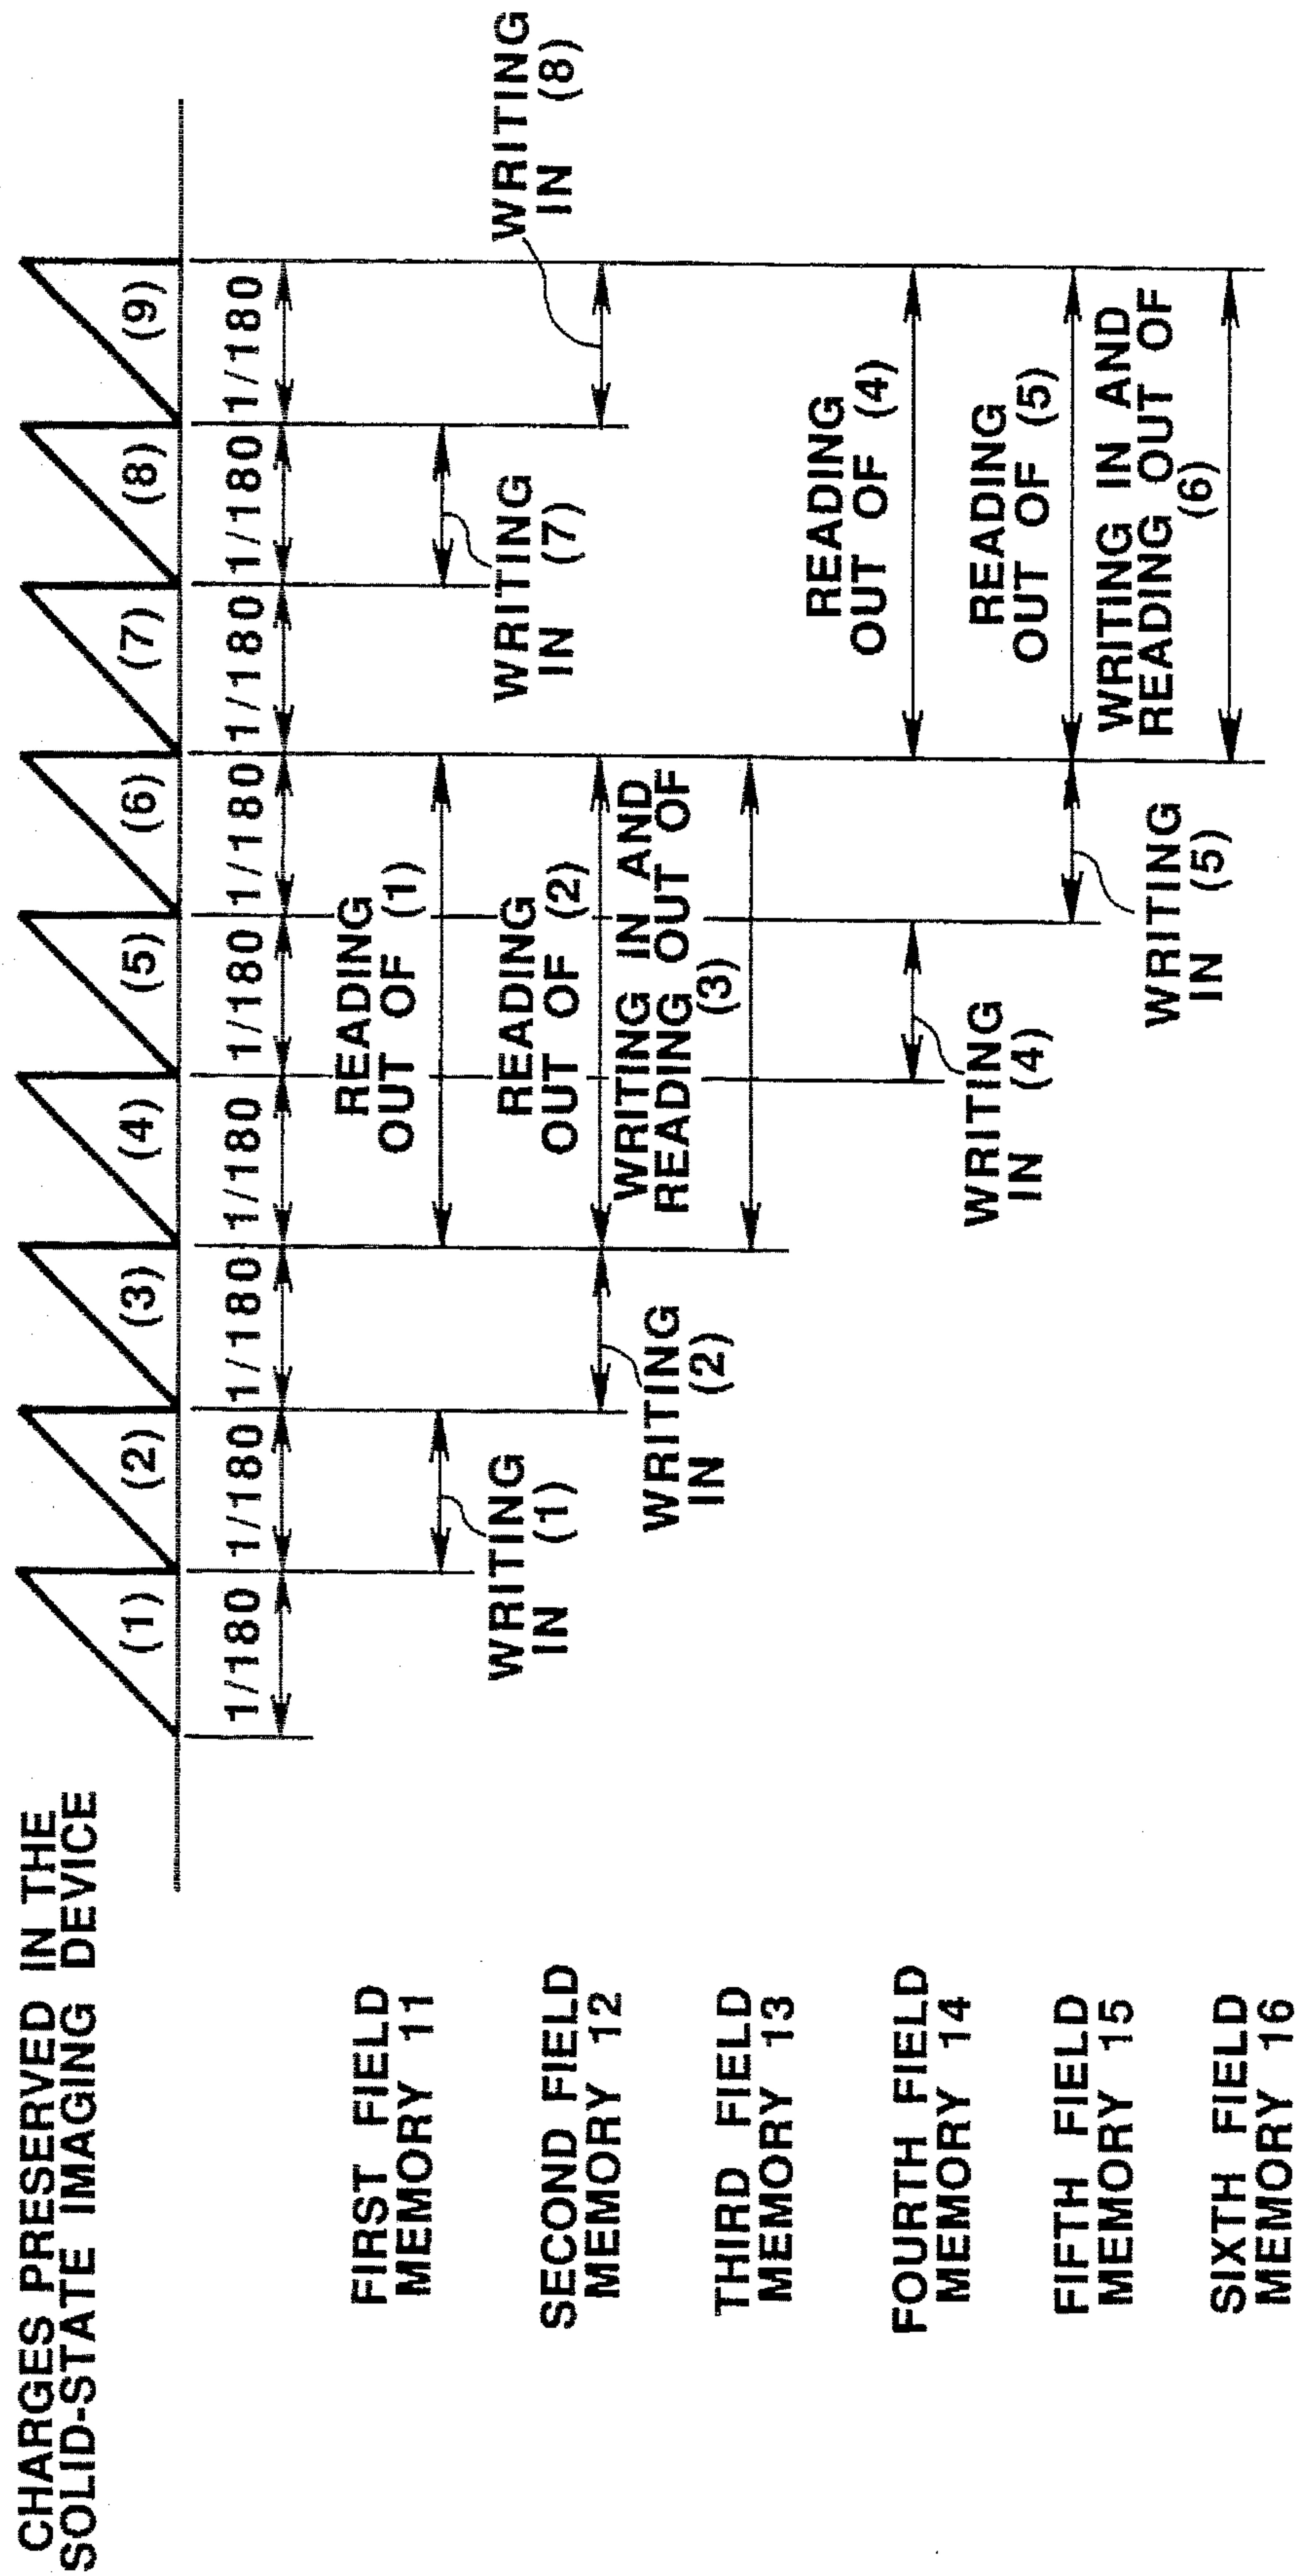 CHARGES PRESERVED IN THE
SOLID-STATE IMAGING DEVICE
(1) (2) (3) (4) (5) (6) (7) (8) (9)
1/180 1/180 1/180 1/180 1/180 1/180 1/180 1/180 1/180
FIRST FIELD
MEMORY 11
READING
OUT OF (1)
WRITING
IN (1)
WRITING
IN (7)
WRITING
IN (8)
SECOND FIELD
MEMORY 12
READING
OUT OF (2)
WRITING
IN (2)
THIRD FIELD
MEMORY 13
WRITING IN AND
READING OUT OF
(3)
FOURTH FIELD
MEMORY 14
READING
OUT OF (4)
WRITING
IN (4)
FIFTH FIELD
MEMORY 15
READING
OUT OF (5)
WRITING
IN (5)
SIXTH FIELD
MEMORY 16
WRITING IN AND
READING OUT OF
(6)